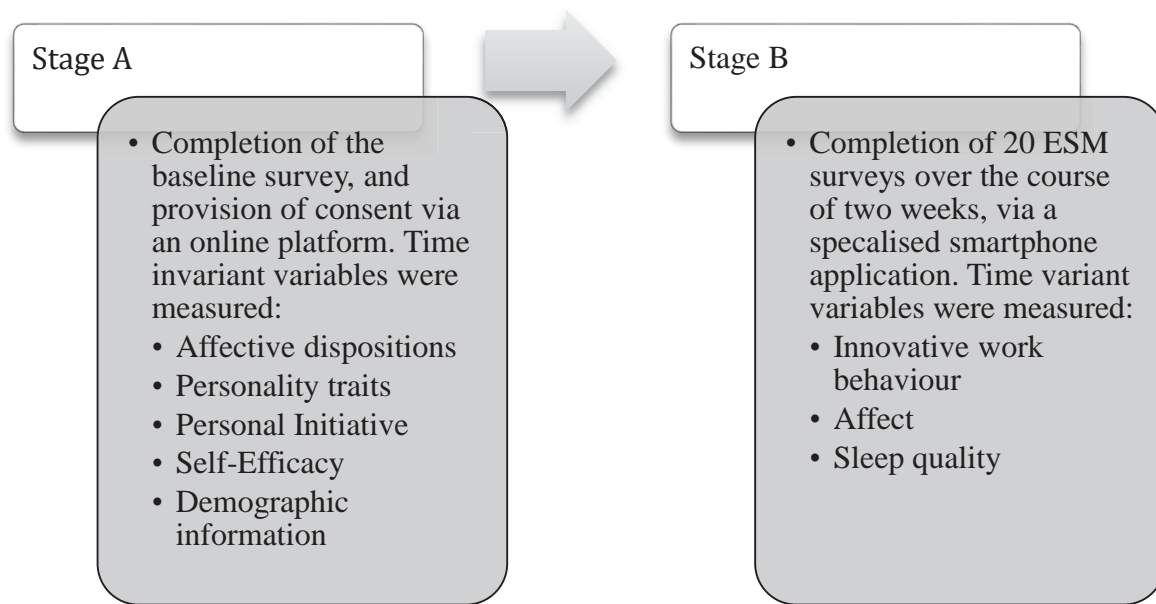 Stage A
• Completion of the
baseline survey, and
provision of consent via
an online platform. Time
invariant variables were
measured:
• Affective dispositions
• Personality traits
• Personal Initiative
• Self-Efficacy
• Demographic
information
Stage B
• Completion of 20 ESM
surveys over the course
of two weeks, via a
specalised smartphone
application. Time variant
variables were measured:
• Innovative work
behaviour
• Affect
• Sleep quality